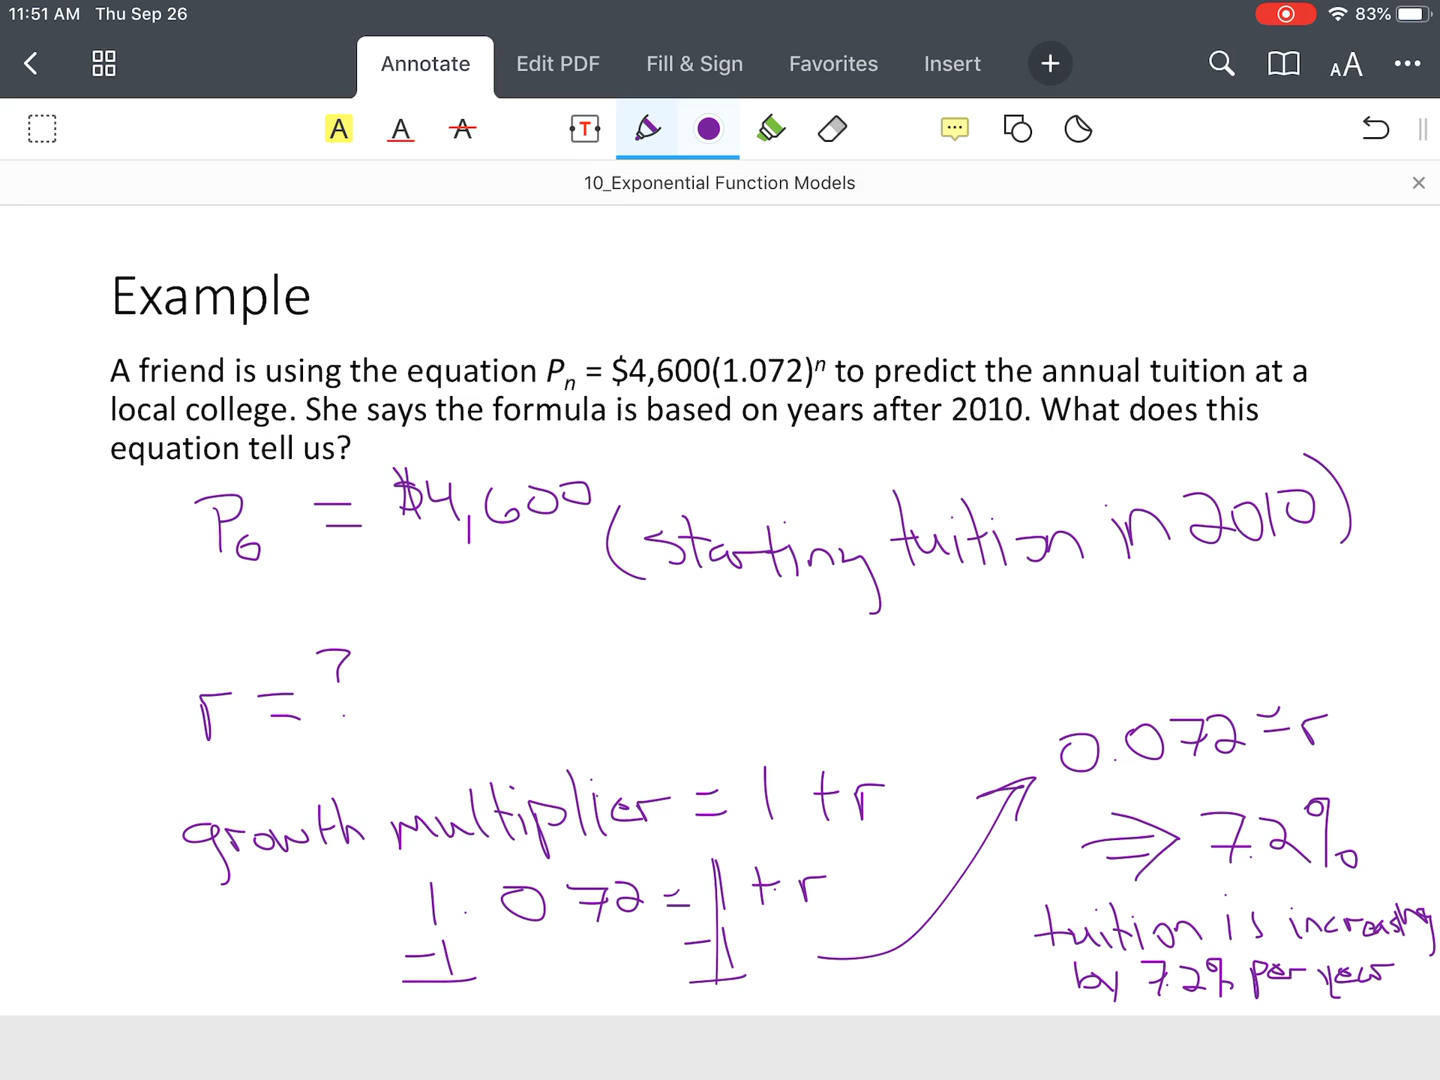 11:51 AM Thu Sep 26
83%
Annotate Edit PDF Fill & Sign Favorites Insert
A A A T
AA
10_Exponential Function Models
Example
A friend is using the equation Pₙ = $4,600(1.072)ⁿ to predict the annual tuition at a
local college. She says the formula is based on years after 2010. What does this
equation tell us?
P₀ = $4,600 (starting tuition in 2010)
r = ?
growth multiplier = 1 + r
1.072 = 1 + r
-1 -1
0.072 = r
⇒ 7.2%
tuition is increasing
by 7.2% per year